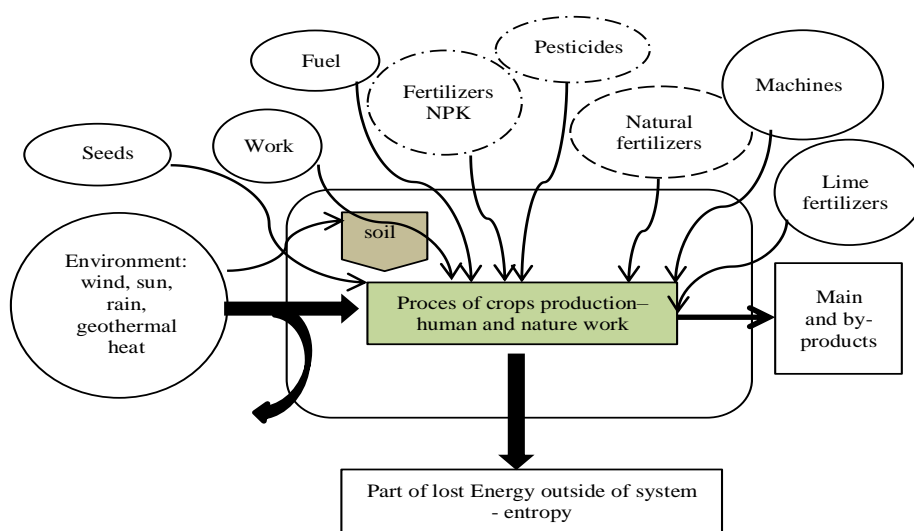 Fuel
Pesticides
Fertilizers
NPK
Machines
Natural
fertilizers
Seeds
Work
Lime
fertilizers
soil
Environment:
wind, sun,
rain,
geothermal
heat
Proces of crops production–
human and nature work
Main
and by-
products
Part of lost Energy outside of system
- entropy